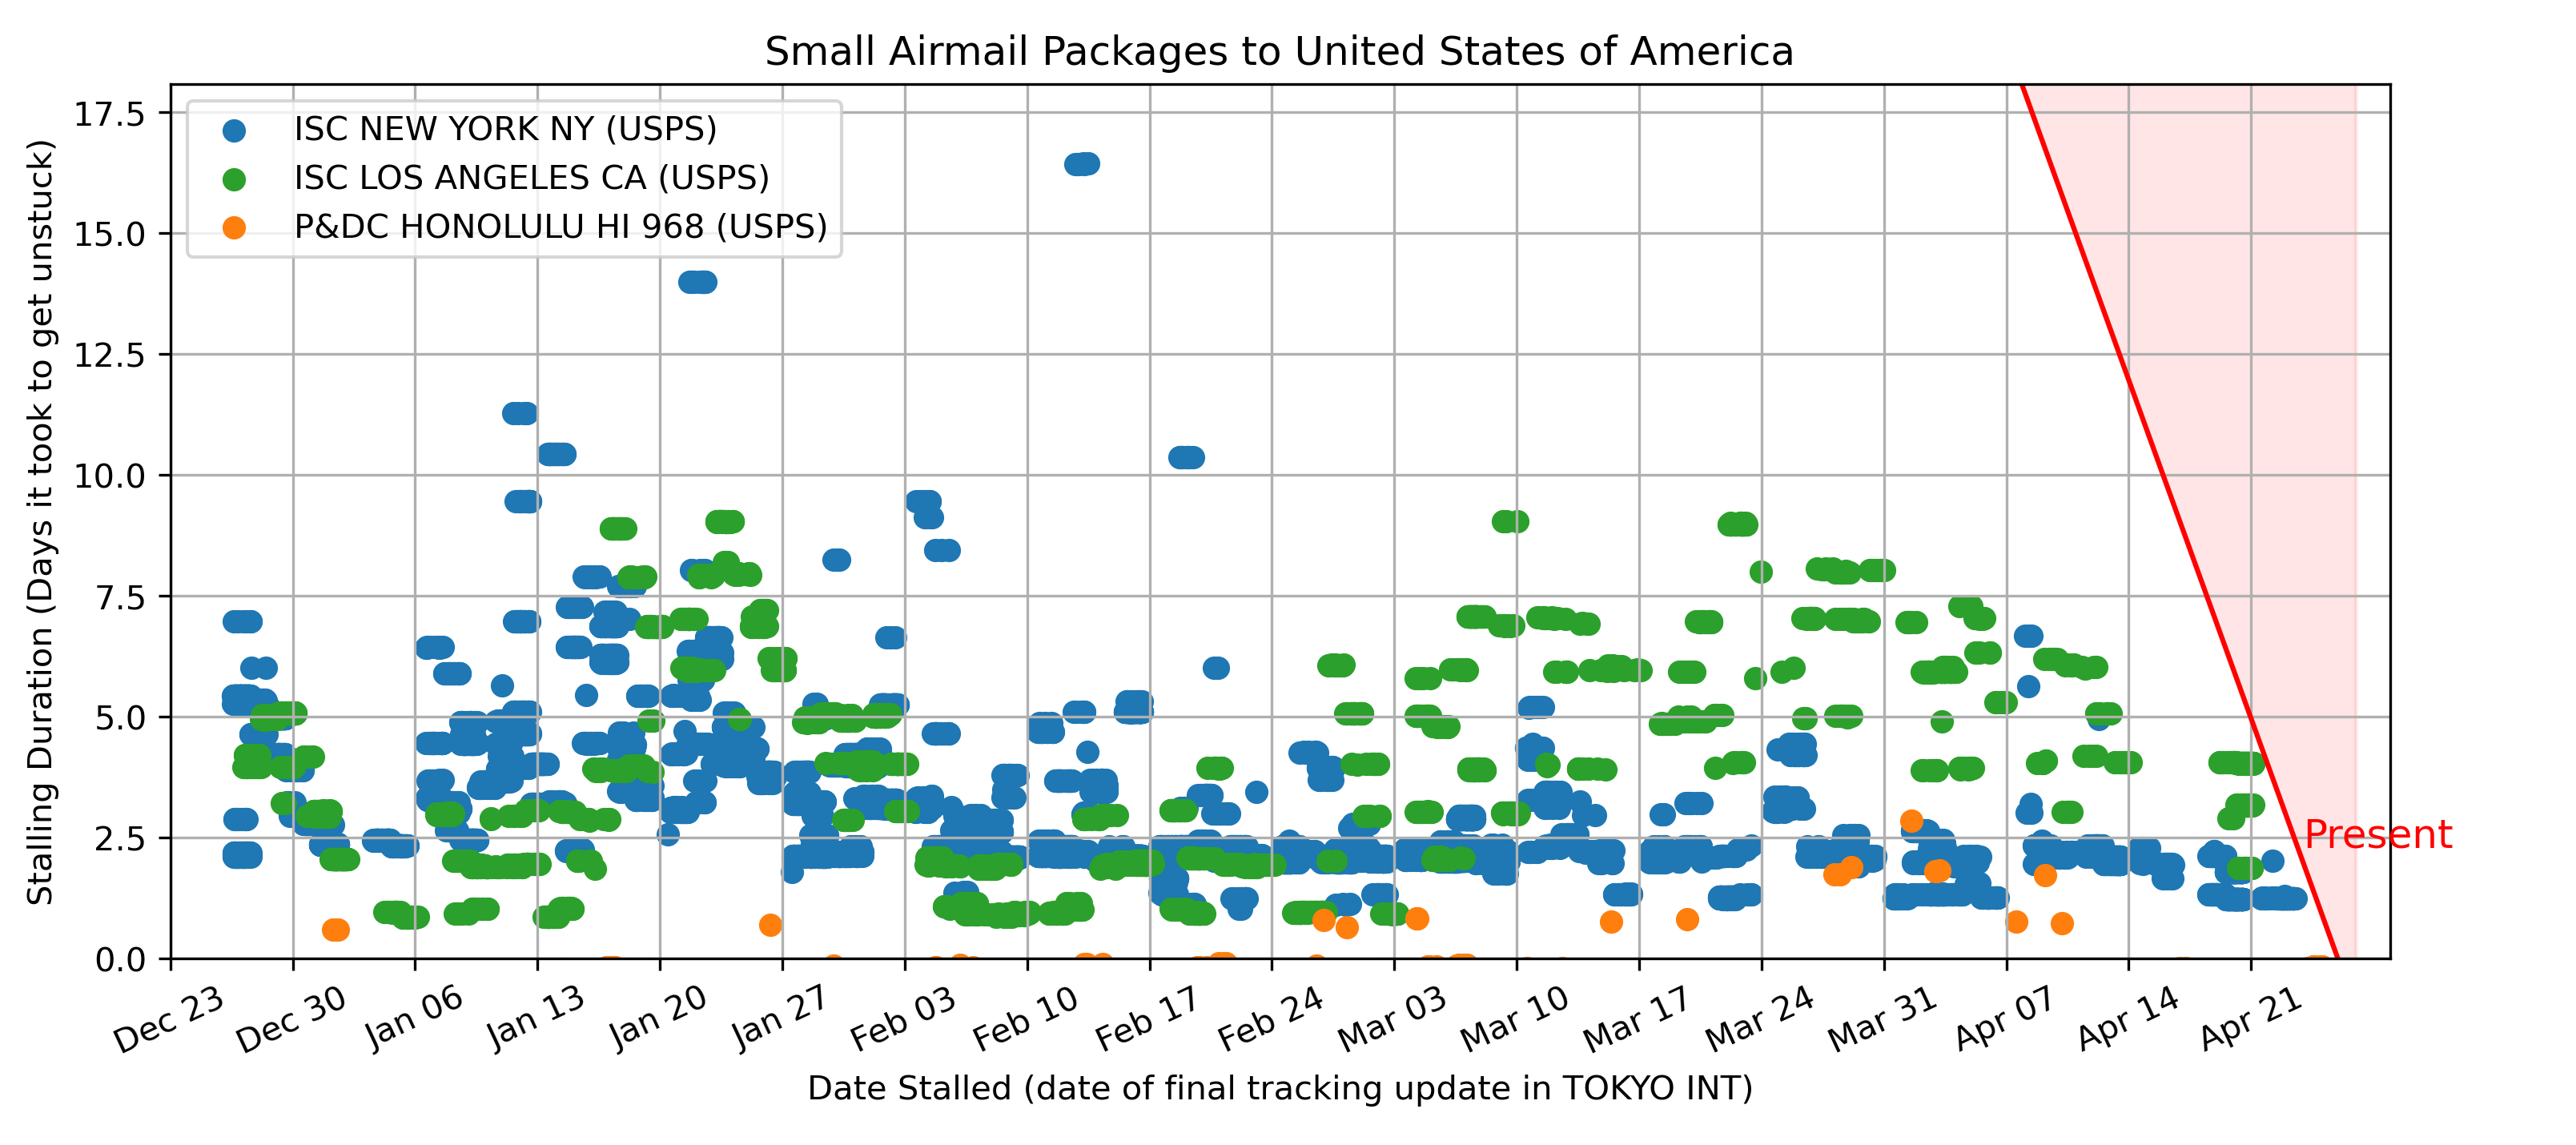 Small Airmail Packages to United States of America
Stalling Duration (Days it took to get unstuck)
17.5
15.0
12.5
10.0
7.5
5.0
2.5
0.0
ISC NEW YORK NY (USPS)
ISC LOS ANGELES CA (USPS)
P&DC HONOLULU HI 968 (USPS)
Present
Dec 23
Dec 30
Jan 06
Jan 13
Jan 20
Jan 27
Feb 03
Feb 10
Feb 17
Feb 24
Mar 03
Mar 10
Mar 17
Mar 24
Mar 31
Apr 07
Apr 14
Apr 21
Date Stalled (date of final tracking update in TOKYO INT)